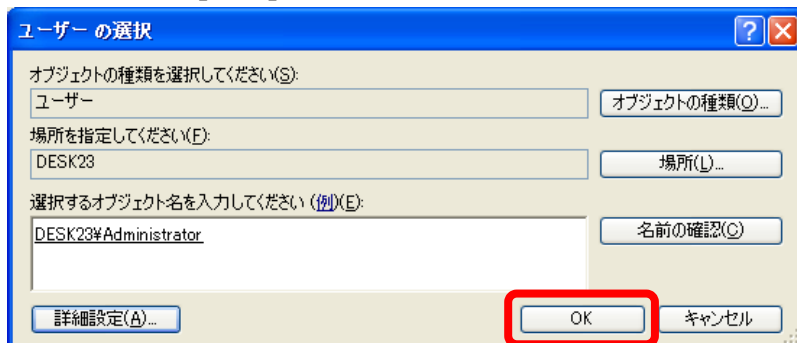 ユーザー の選択
オブジェクトの種類を選択してください(S):
ユーザー
オブジェクトの種類(O)...
場所を指定してください(F):
DESK23
場所(L)...
選択するオブジェクト名を入力してください (例)(E):
DESK23¥Administrator
名前の確認(C)
詳細設定(A)...
OK
キャンセル